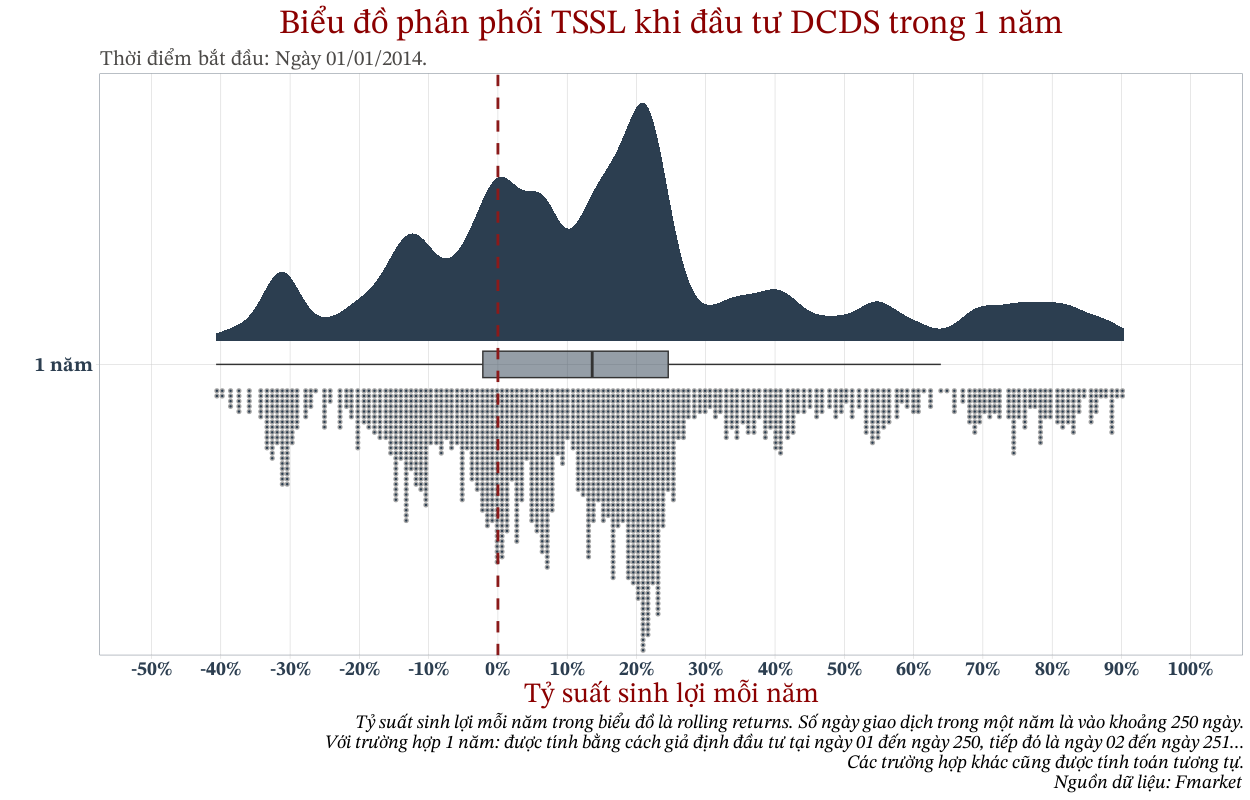 Biểu đồ phân phối TSSL khi đầu tư DCDS trong 1 năm
Thời điểm bắt đầu: Ngày 01/01/2014.
1 năm
-50% -40% -30% -20% -10% 0% 10% 20% 30% 40% 50% 60% 70% 80% 90% 100%
Tỷ suất sinh lợi mỗi năm
Tỷ suất sinh lợi mỗi năm trong biểu đồ là rolling returns. Số ngày giao dịch trong một năm là vào khoảng 250 ngày.
Với trường hợp 1 năm: được tính bằng cách giả định đầu tư tại ngày 01 đến ngày 250, tiếp đó là ngày 02 đến ngày 251...
Các trường hợp khác cũng được tính toán tương tự.
Nguồn dữ liệu: Fmarket